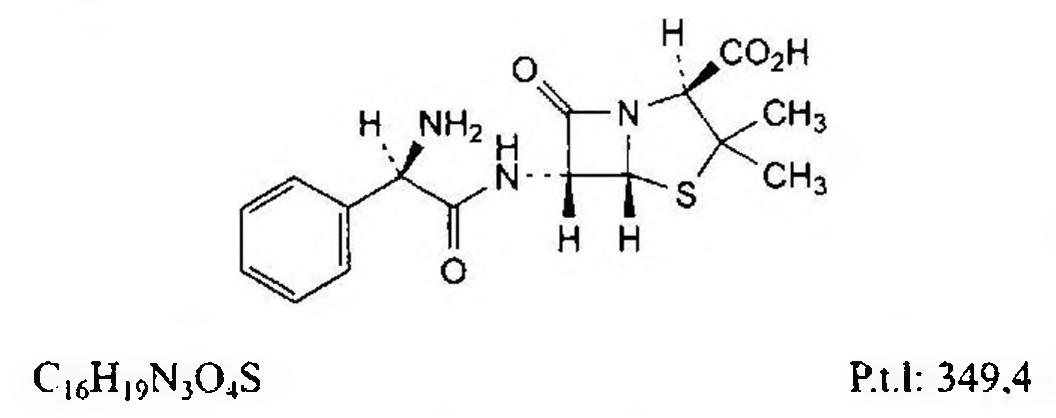 H
CO₂H
O
N
CH₃
H
NH₂
H
N
S
CH₃
H
H
O
C₁₆H₁₉N₃O₄S
P.t.l: 349,4